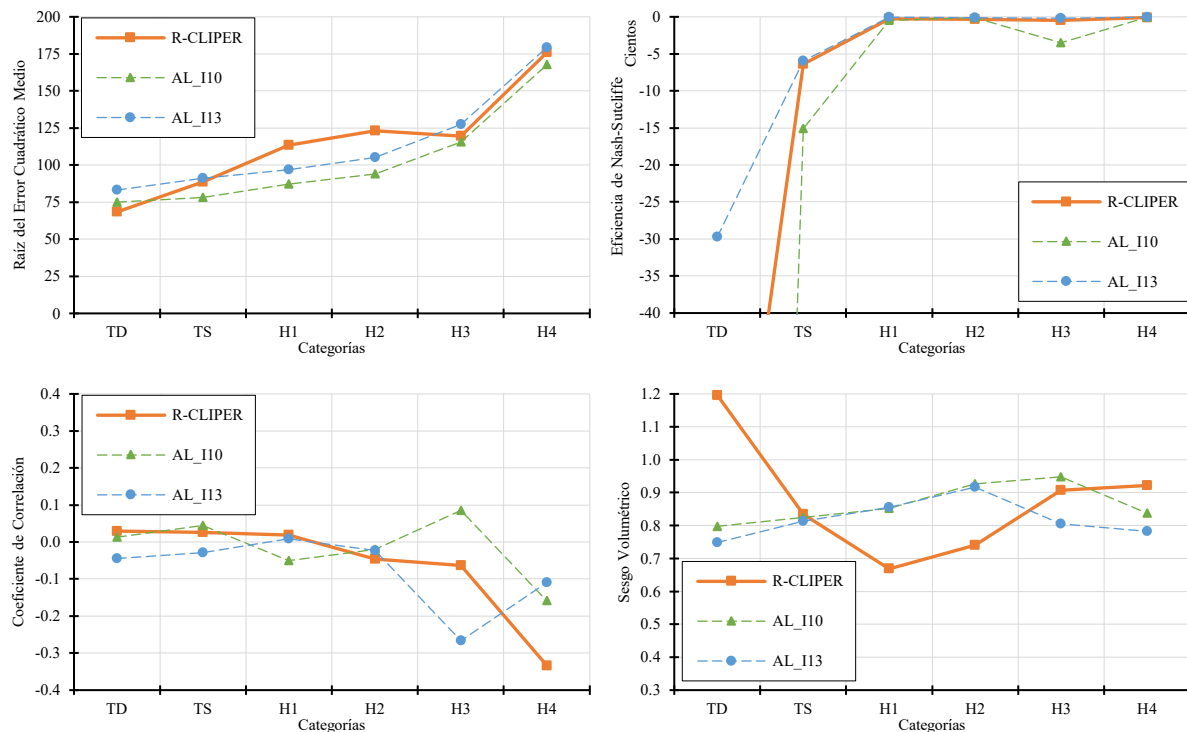 Raíz del Error Cuadrático Medio
200
175
150
125
100
75
50
25
0
R-CLIPER
AL_I10
AL_I13
TD TS H1 H2 H3 H4
Categorías
Eficiencia de Nash-Sutcliffe
Cientos
0
-5
-10
-15
-20
-25
-30
-35
-40
R-CLIPER
AL_I10
AL_I13
TD TS H1 H2 H3 H4
Categorías
Coeficiente de Correlación
0.4
0.3
0.2
0.1
0.0
-0.1
-0.2
-0.3
-0.4
R-CLIPER
AL_I10
AL_I13
TD TS H1 H2 H3 H4
Categorías
Sesgo Volumétrico
1.2
1.1
1.0
0.9
0.8
0.7
0.6
0.5
0.4
0.3
R-CLIPER
AL_I10
AL_I13
TD TS H1 H2 H3 H4
Categorías